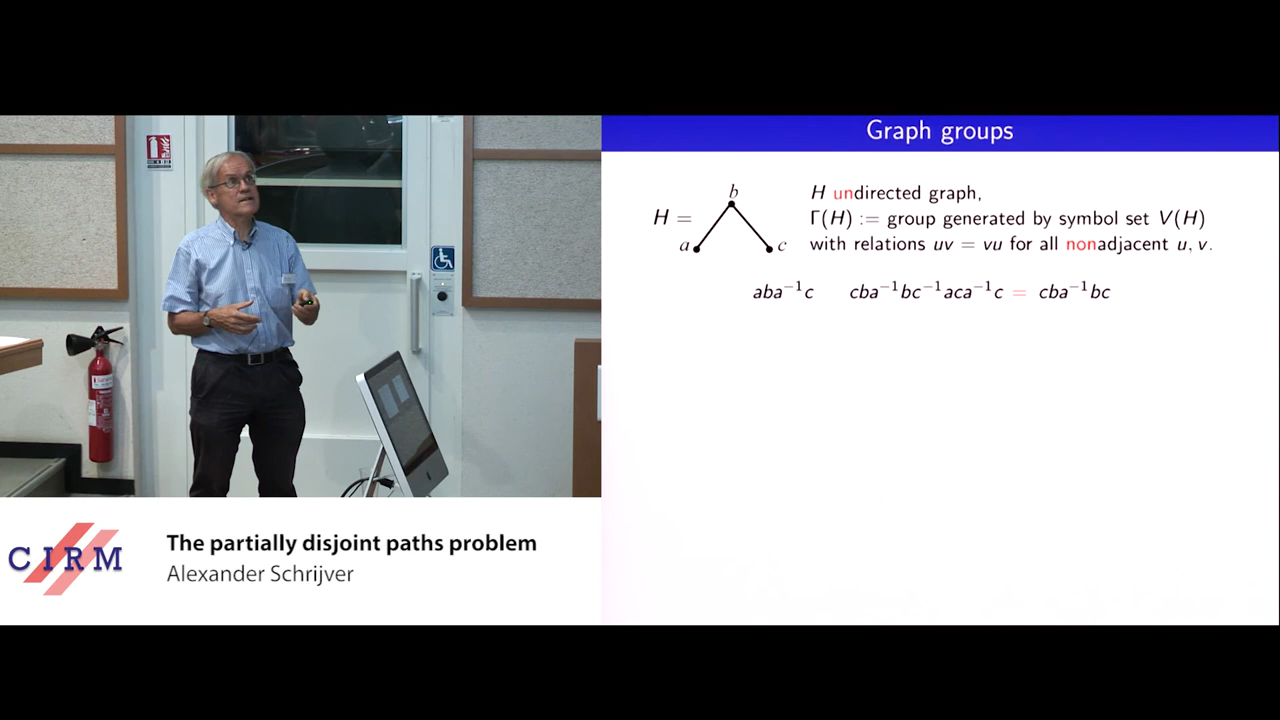 Graph groups
b
H =
a
c
H undirected graph,
Γ(H) := group generated by symbol set V(H)
with relations uv = vu for all nonadjacent u, v.
aba⁻¹c cba⁻¹bc⁻¹aca⁻¹c = cba⁻¹bc
CIRM
The partially disjoint paths problem
Alexander Schrijver